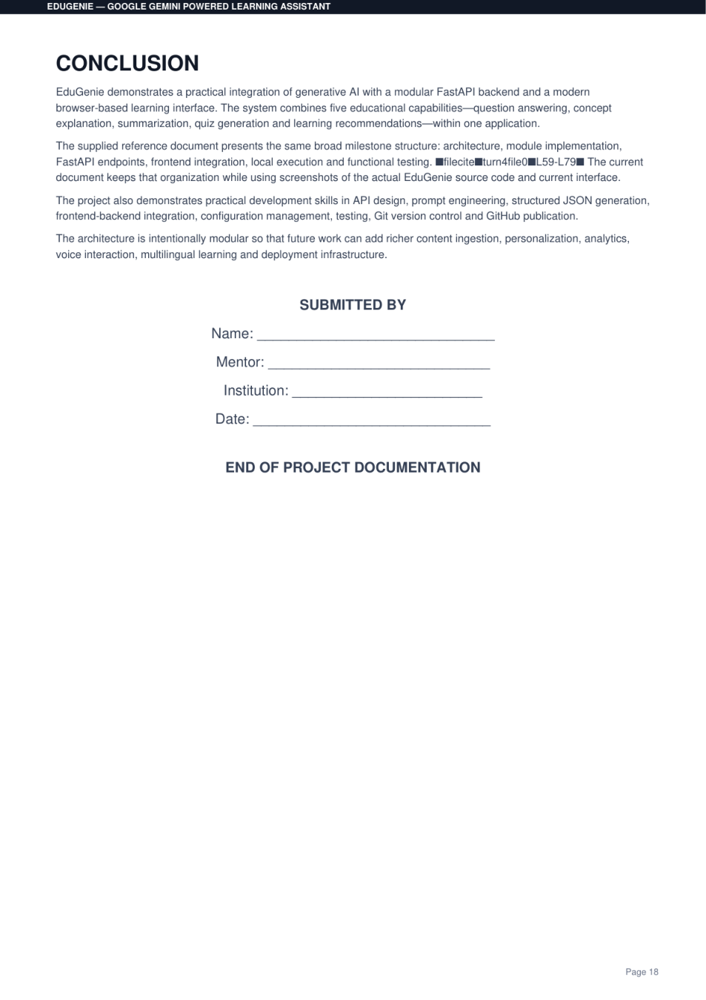 EDUGENIE — GOOGLE GEMINI POWERED LEARNING ASSISTANT
CONCLUSION
EduGenie demonstrates a practical integration of generative AI with a modular FastAPI backend and a modern
browser-based learning interface. The system combines five educational capabilities—question answering, concept
explanation, summarization, quiz generation and learning recommendations—within one application.
The supplied reference document presents the same broad milestone structure: architecture, module implementation,
FastAPI endpoints, frontend integration, local execution and functional testing. ■filecite■turn4file0■L59-L79■ The current
document keeps that organization while using screenshots of the actual EduGenie source code and current interface.
The project also demonstrates practical development skills in API design, prompt engineering, structured JSON generation,
frontend-backend integration, configuration management, testing, Git version control and GitHub publication.
The architecture is intentionally modular so that future work can add richer content ingestion, personalization, analytics,
voice interaction, multilingual learning and deployment infrastructure.
SUBMITTED BY
Name: ______________________________
Mentor: ____________________________
Institution: ________________________
Date: ______________________________
END OF PROJECT DOCUMENTATION
Page 18